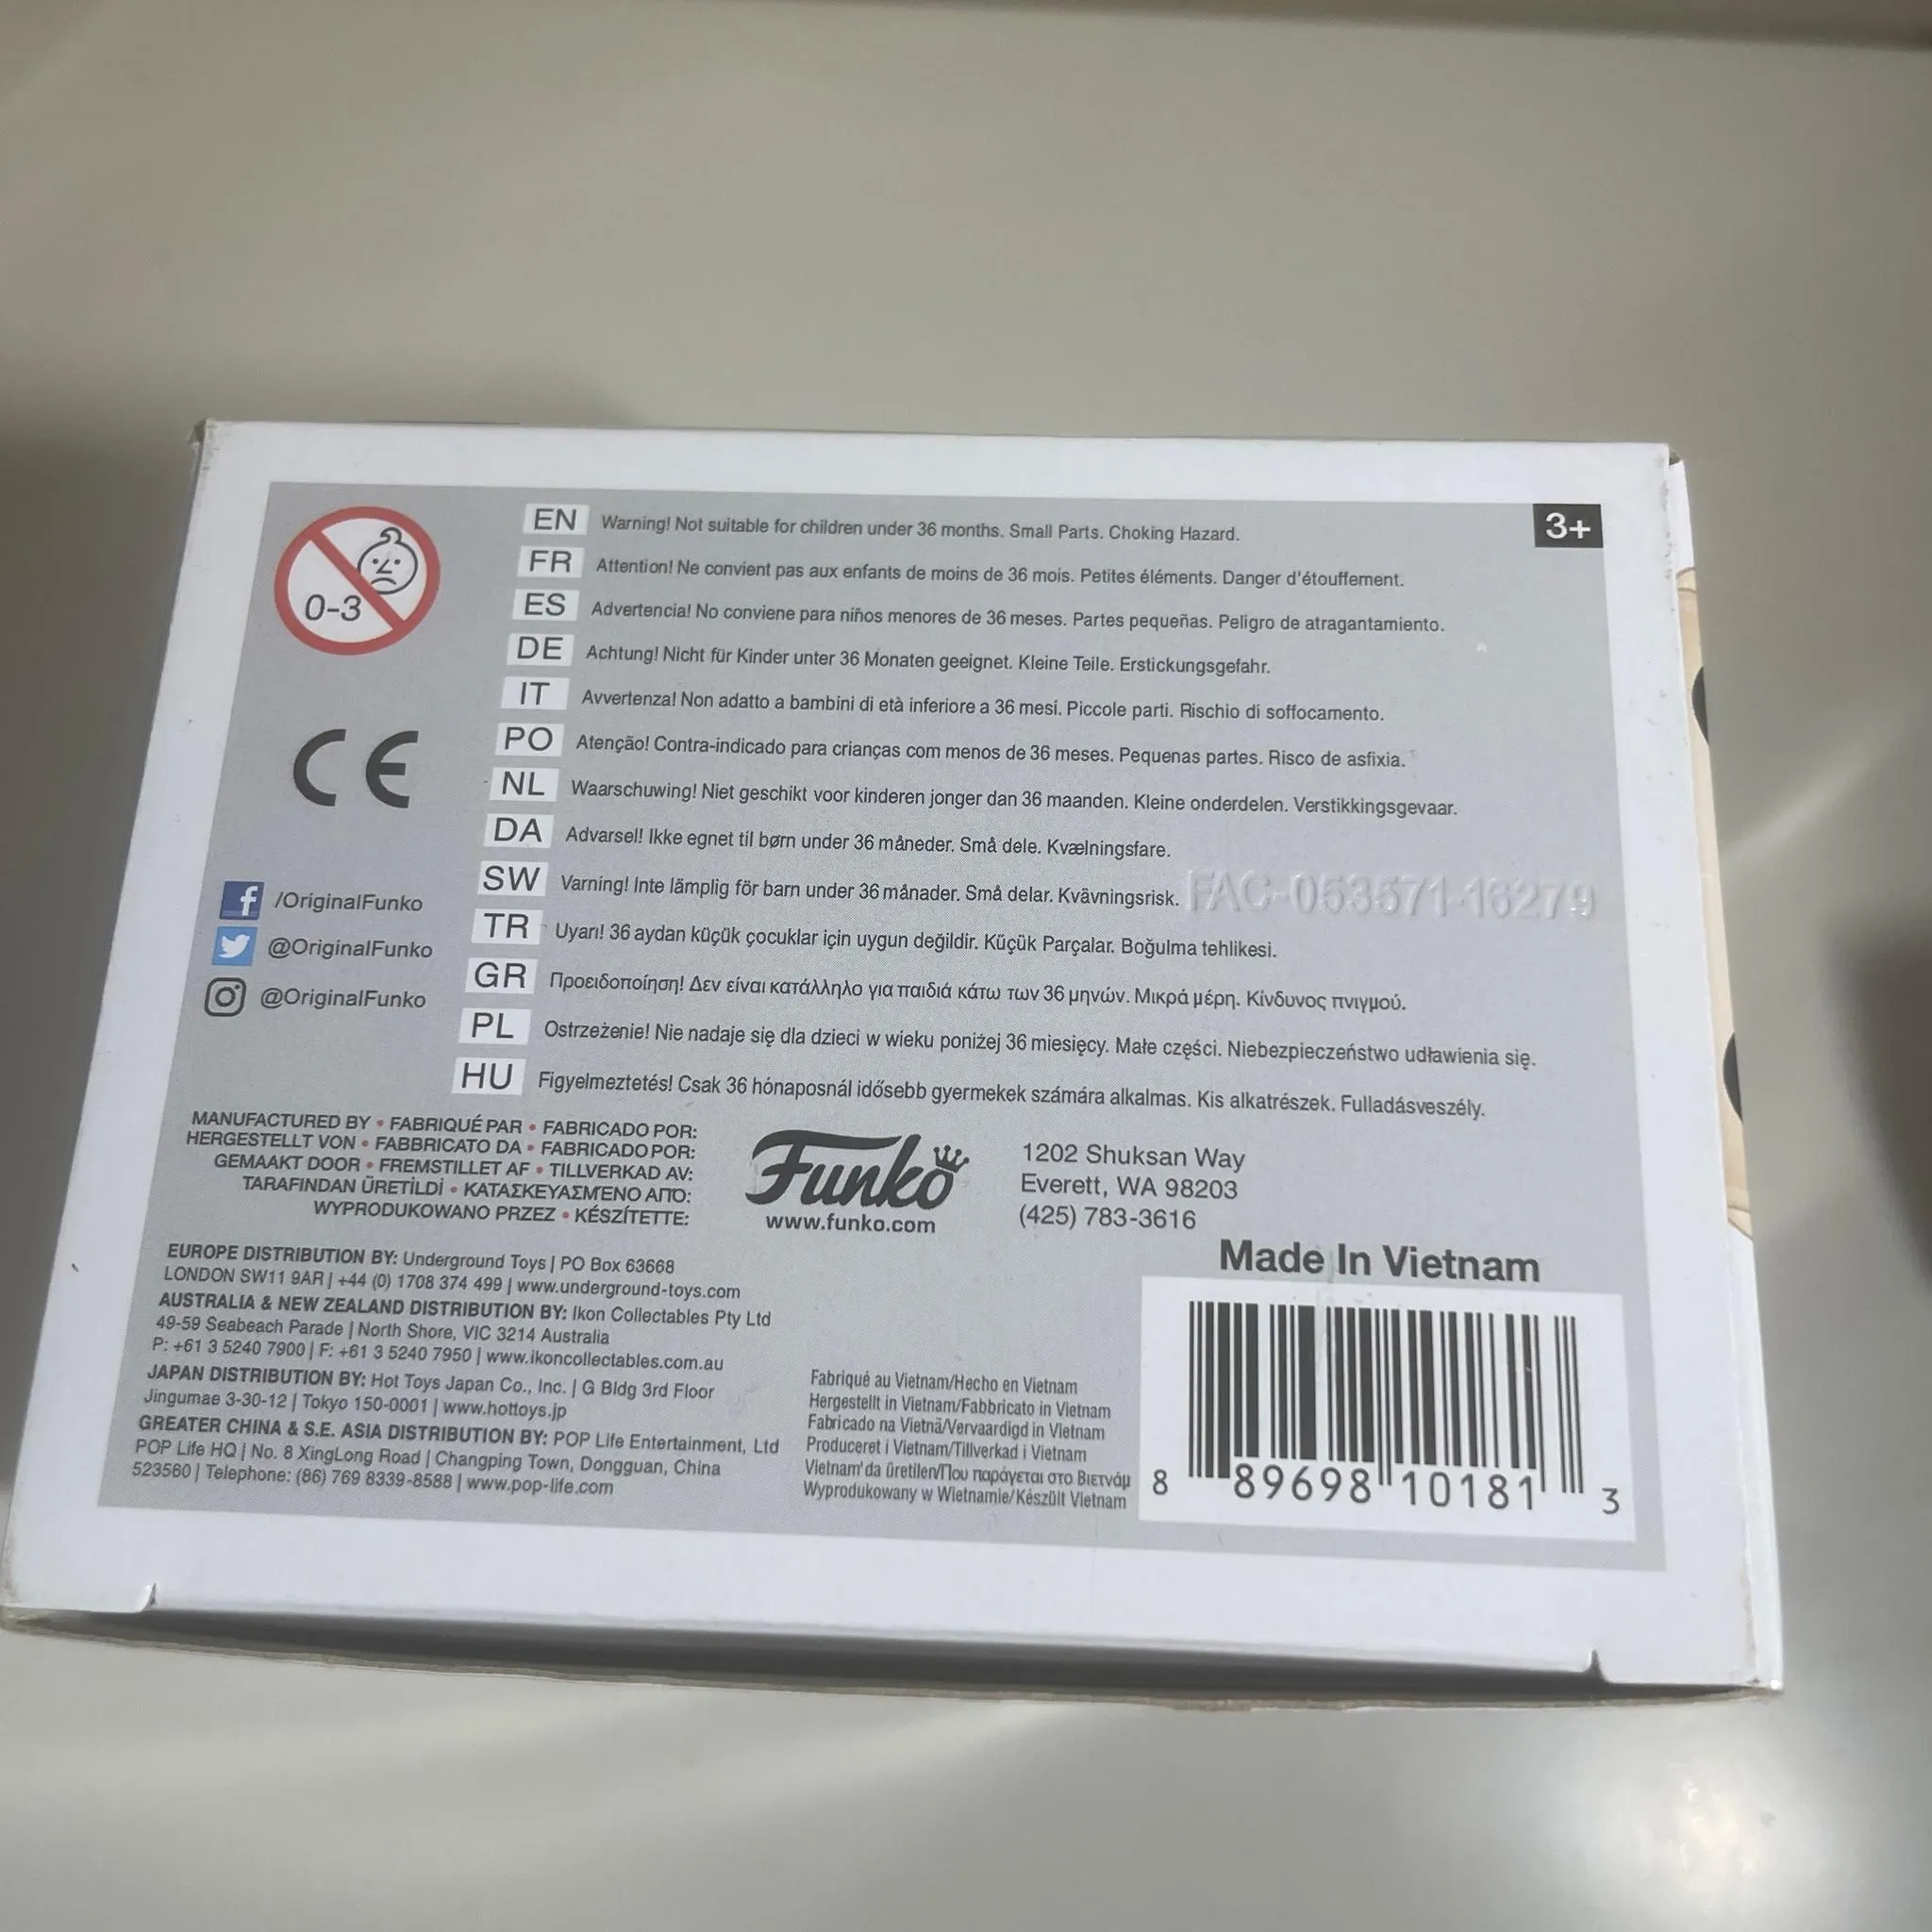 0-3
EN Warning! Not suitable for children under 36 months. Small Parts. Choking Hazard.
3+
FR Attention! Ne convient pas aux enfants de moins de 36 mois. Petites éléments. Danger d'étouffement.
ES Advertencia! No conviene para niños menores de 36 meses. Partes pequeñas. Peligro de atragantamiento.
DE Achtung! Nicht für Kinder unter 36 Monaten geeignet. Kleine Teile. Erstickungsgefahr.
IT Avvertenza! Non adatto a bambini di età inferiore a 36 mesi. Piccole parti. Rischio di soffocamento.
PO Atenção! Contra-indicado para crianças com menos de 36 meses. Pequenas partes. Risco de asfixia.
NL Waarschuwing! Niet geschikt voor kinderen jonger dan 36 maanden. Kleine onderdelen. Verstikkingsgevaar.
DA Advarsel! Ikke egnet til børn under 36 måneder. Små dele. Kvælningsfare.
SW Varning! Inte lämplig för barn under 36 månader. Små delar. Kvävningsrisk.
FAC-053571-16279
TR Uyarı! 36 aydan küçük çocuklar için uygun değildir. Küçük Parçalar. Boğulma tehlikesi.
GR Προειδοποίηση! Δεν είναι κατάλληλο για παιδιά κάτω των 36 μηνών. Μικρά μέρη. Κίνδυνος πνιγμού.
PL Ostrzeżenie! Nie nadaje się dla dzieci w wieku poniżej 36 miesięcy. Małe części. Niebezpieczeństwo udławienia się.
HU Figyelmeztetés! Csak 36 hónaposnál idősebb gyermekek számára alkalmas. Kis alkatrészek. Fulladásveszély.
CE
/OriginalFunko
@OriginalFunko
@OriginalFunko
MANUFACTURED BY • FABRIQUÉ PAR • FABRICADO POR:
HERGESTELLT VON • FABBRICATO DA • FABRICADO POR:
GEMAAKT DOOR • FREMSTILLET AF • TILLVERKAD AV:
TARAFINDAN ÜRETİLDİ • ΚΑΤΑΣΚΕΥΑΣΜΈΝΟ ΑΠΌ:
WYPRODUKOWANO PRZEZ • KÉSZÍTETTE:
Funko
www.funko.com
1202 Shuksan Way
Everett, WA 98203
(425) 783-3616
EUROPE DISTRIBUTION BY: Underground Toys | PO Box 63668
LONDON SW11 9AR | +44 (0) 1708 374 499 | www.underground-toys.com
AUSTRALIA & NEW ZEALAND DISTRIBUTION BY: Ikon Collectables Pty Ltd
49-59 Seabeach Parade | North Shore, VIC 3214 Australia
P: +61 3 5240 7900 | F: +61 3 5240 7950 | www.ikoncollectables.com.au
JAPAN DISTRIBUTION BY: Hot Toys Japan Co., Inc. | G Bldg 3rd Floor
Jingumae 3-30-12 | Tokyo 150-0001 | www.hottoys.jp
GREATER CHINA & S.E. ASIA DISTRIBUTION BY: POP Life Entertainment, Ltd
POP Life HQ | No. 8 XingLong Road | Changping Town, Dongguan, China
523560 | Telephone: (86) 769 8339-8588 | www.pop-life.com
Fabriqué au Vietnam/Hecho en Vietnam
Hergestellt in Vietnam/Fabbricato in Vietnam
Fabricado na Vietnã/Vervaardigd in Vietnam
Produceret i Vietnam/Tillverkad i Vietnam
Vietnam'da üretilen/Που παράγεται στο Βιετνάμ
Wyprodukowany w Wietnamie/Készült Vietnam
Made In Vietnam
8 89698 10181 3